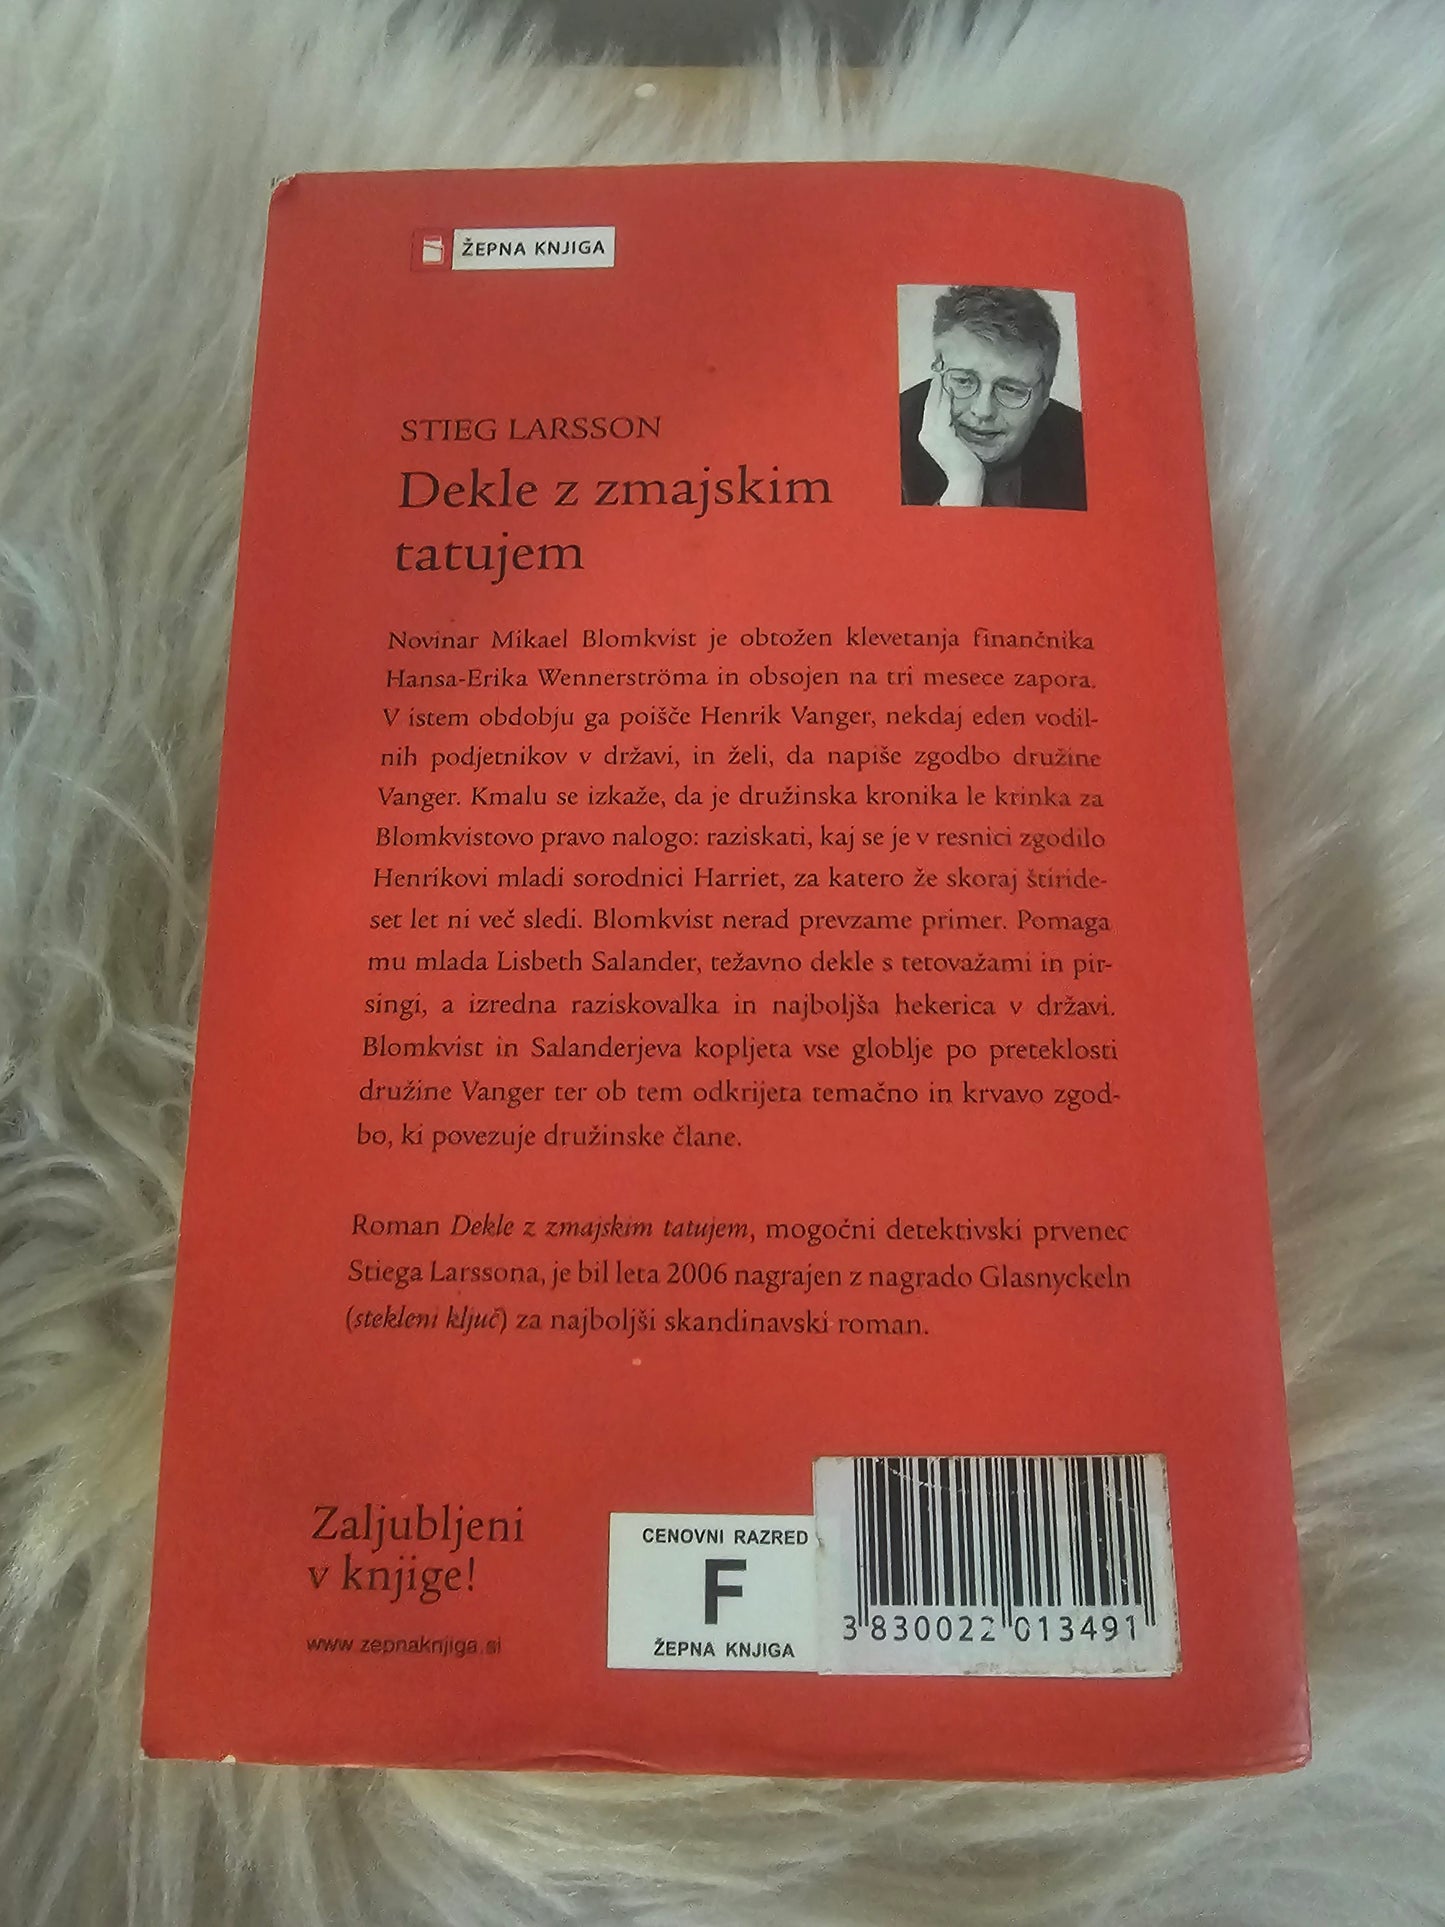 ŽEPNA KNJIGA
STIEG LARSSON
Dekle z zmajskim
tatujem
Novinar Mikael Blomkvist je obtožen klevetanja finančnika
Hansa-Erika Wennerströma in obsojen na tri mesece zapora.
V istem obdobju ga poišče Henrik Vanger, nekdaj eden vodil-
nih podjetnikov v državi, in želi, da napiše zgodbo družine
Vanger. Kmalu se izkaže, da je družinska kronika le krinka za
Blomkvistovo pravo nalogo: raziskati, kaj se je v resnici zgodilo
Henrikovi mladi sorodnici Harriet, za katero že skoraj štiride-
set let ni več sledi. Blomkvist nerad prevzame primer. Pomaga
mu mlada Lisbeth Salander, težavno dekle s tetovažami in pir-
singi, a izredna raziskovalka in najboljša hekerica v državi.
Blomkvist in Salanderjeva kopljeta vse globlje po preteklosti
družine Vanger ter ob tem odkrijeta temačno in krvavo zgod-
bo, ki povezuje družinske člane.
Roman Dekle z zmajskim tatujem, mogočni detektivski prvenec
Stiega Larssona, je bil leta 2006 nagrajen z nagrado Glasnyckeln
(stekleni ključ) za najboljši skandinavski roman.
Zaljubljeni
v knjige!
www.zepnaknjiga.si
CENOVNI RAZRED
F
ŽEPNA KNJIGA
3 830022 013491